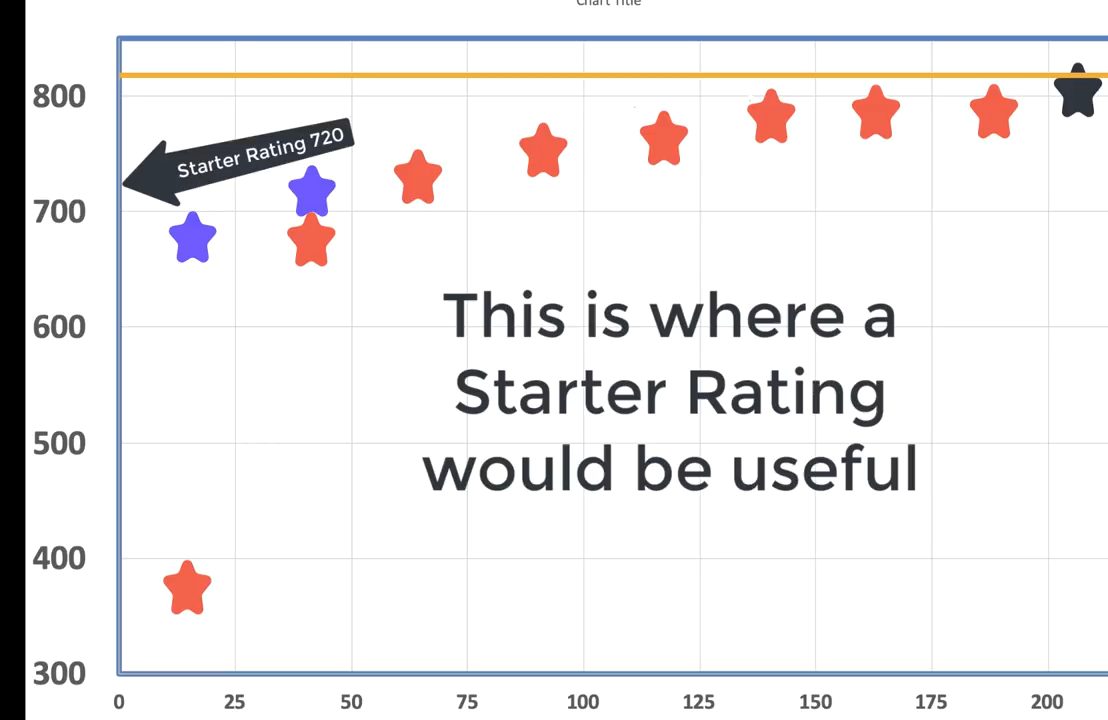 Chart Title
800
Starter Rating 720
700
600
This is where a
Starter Rating
would be useful
500
400
300
0 25 50 75 100 125 150 175 200